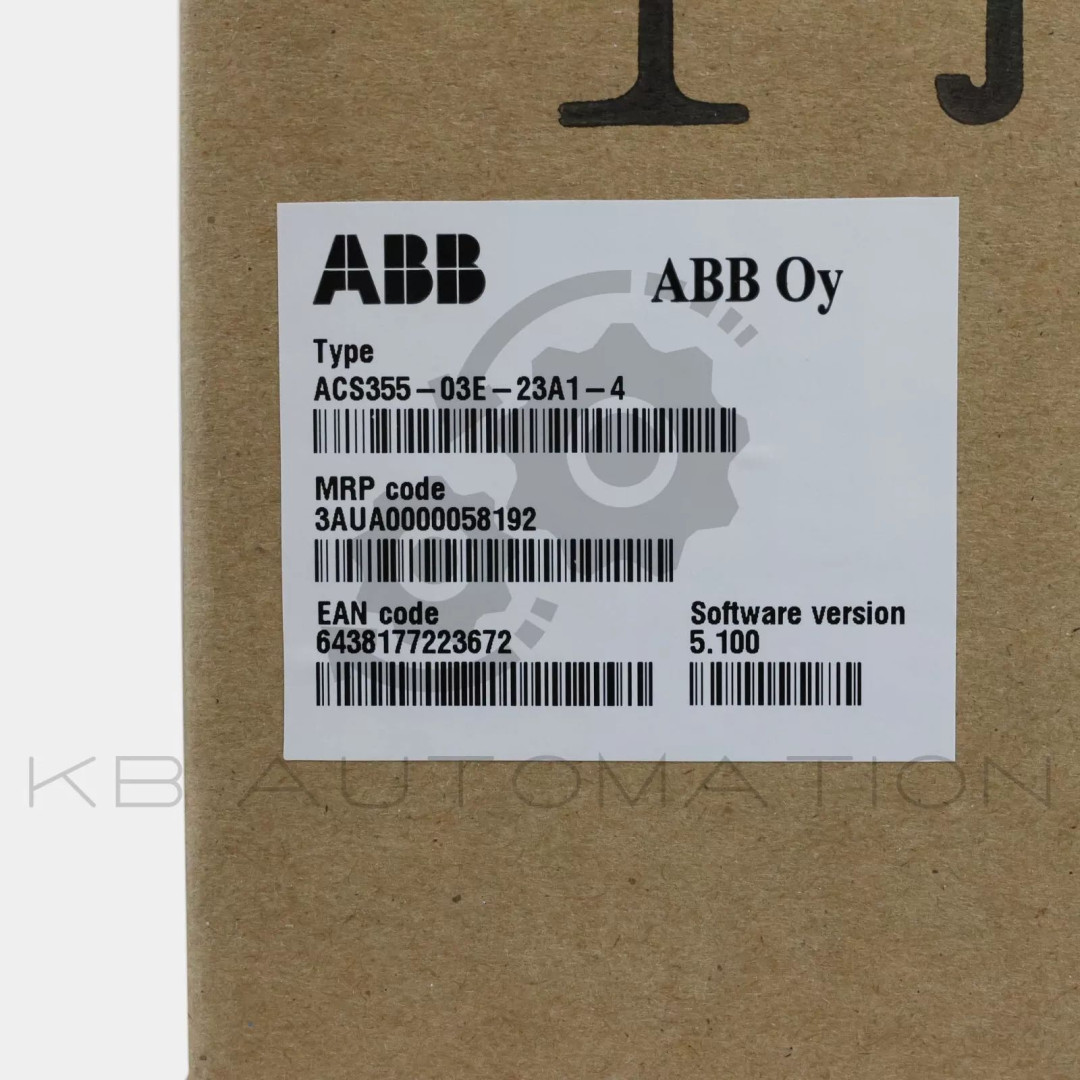 ABB ABB Oy
Type
ACS355-03E-23A1-4
MRP code
3AUA0000058192
EAN code
6438177223672
Software version
5.100
KB AUTOMATION